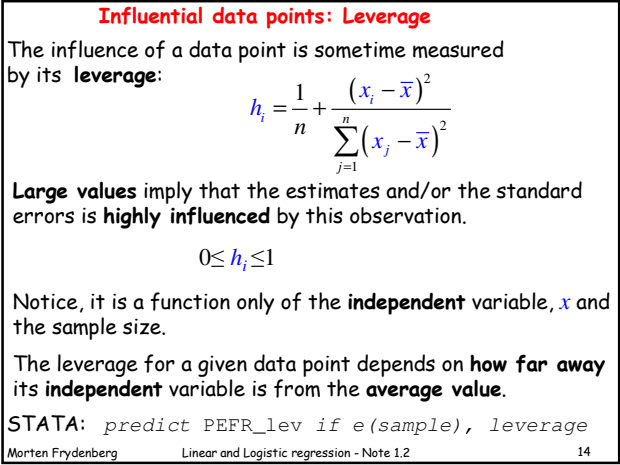 Influential data points: Leverage
The influence of a data point is sometime measured
by its leverage:
h_i = 1/n + (x_i − x̄)² / ∑_{j=1}^{n} (x_j − x̄)²
Large values imply that the estimates and/or the standard
errors is highly influenced by this observation.
0≤ h_i ≤1
Notice, it is a function only of the independent variable, x and
the sample size.
The leverage for a given data point depends on how far away
its independent variable is from the average value.
STATA: predict PEFR_lev if e(sample), leverage
Morten Frydenberg Linear and Logistic regression - Note 1.2 14